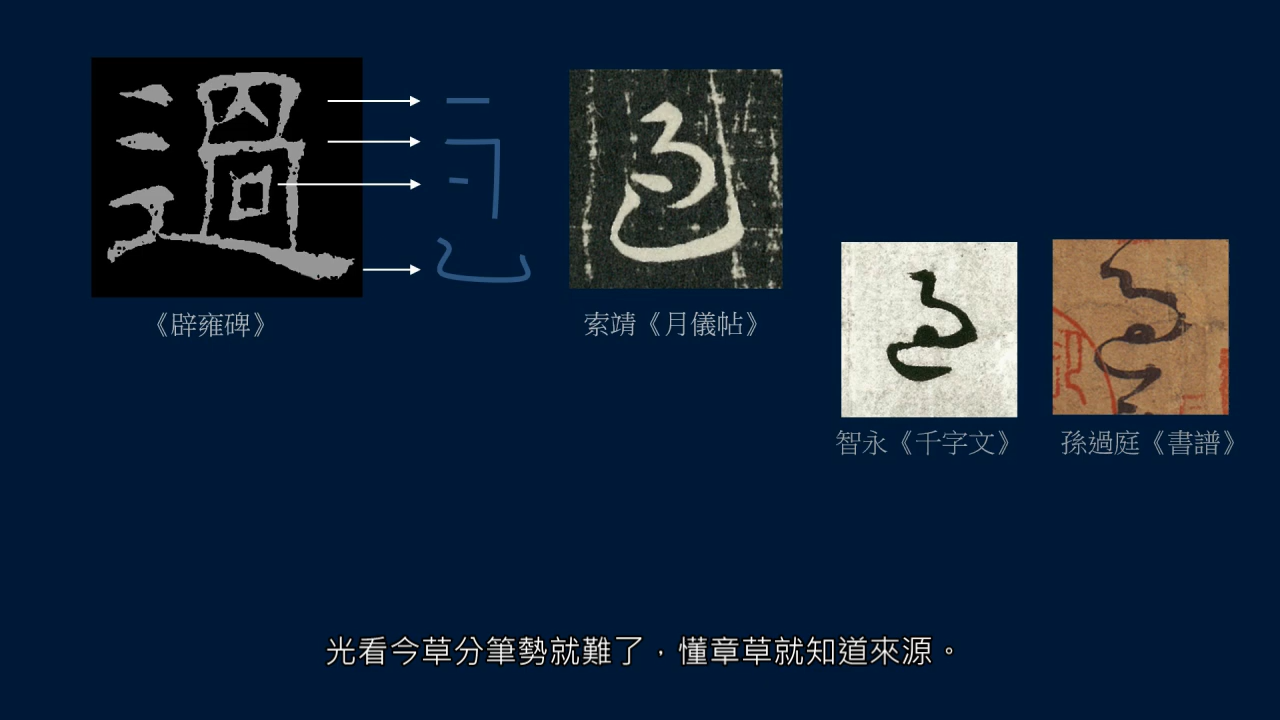 過
《辟雍碑》
索靖《月儀帖》
智永《千字文》
孫過庭《書譜》
光看今草分筆勢就難了，懂章草就知道來源。